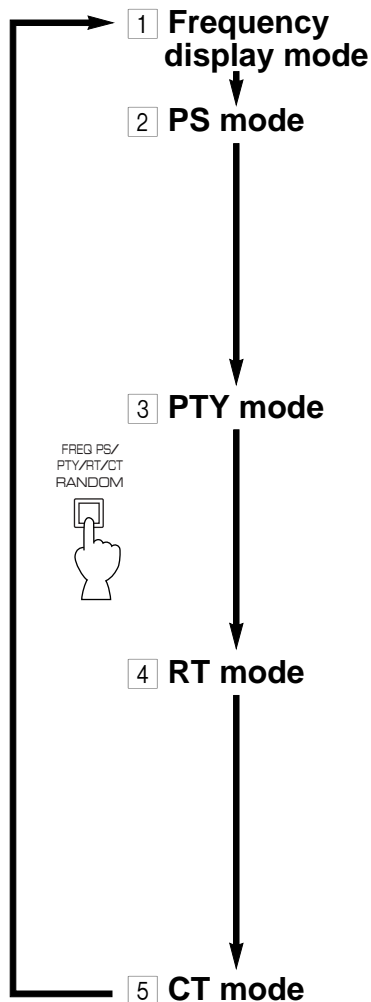 1 Frequency
display mode
2 PS mode
3 PTY mode
FREQ PS/
PTY/RT/CT
RANDOM
4 RT mode
5 CT mode